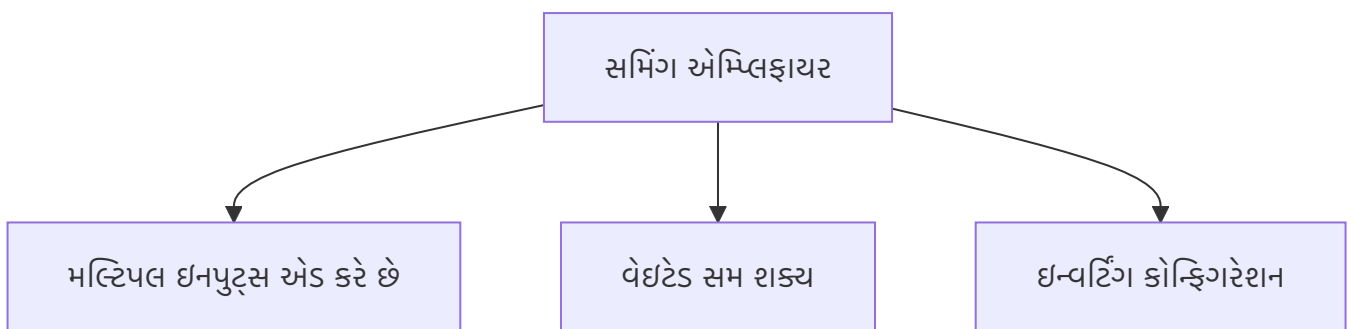 સમિંગ એમ્પ્લિફાયર
મલ્ટિપલ ઇનપુટ્સ એડ કરે છે
વેઇટેડ સમ શક્ય
ઇન્વર્ટિંગ કોન્ફિગરેશન